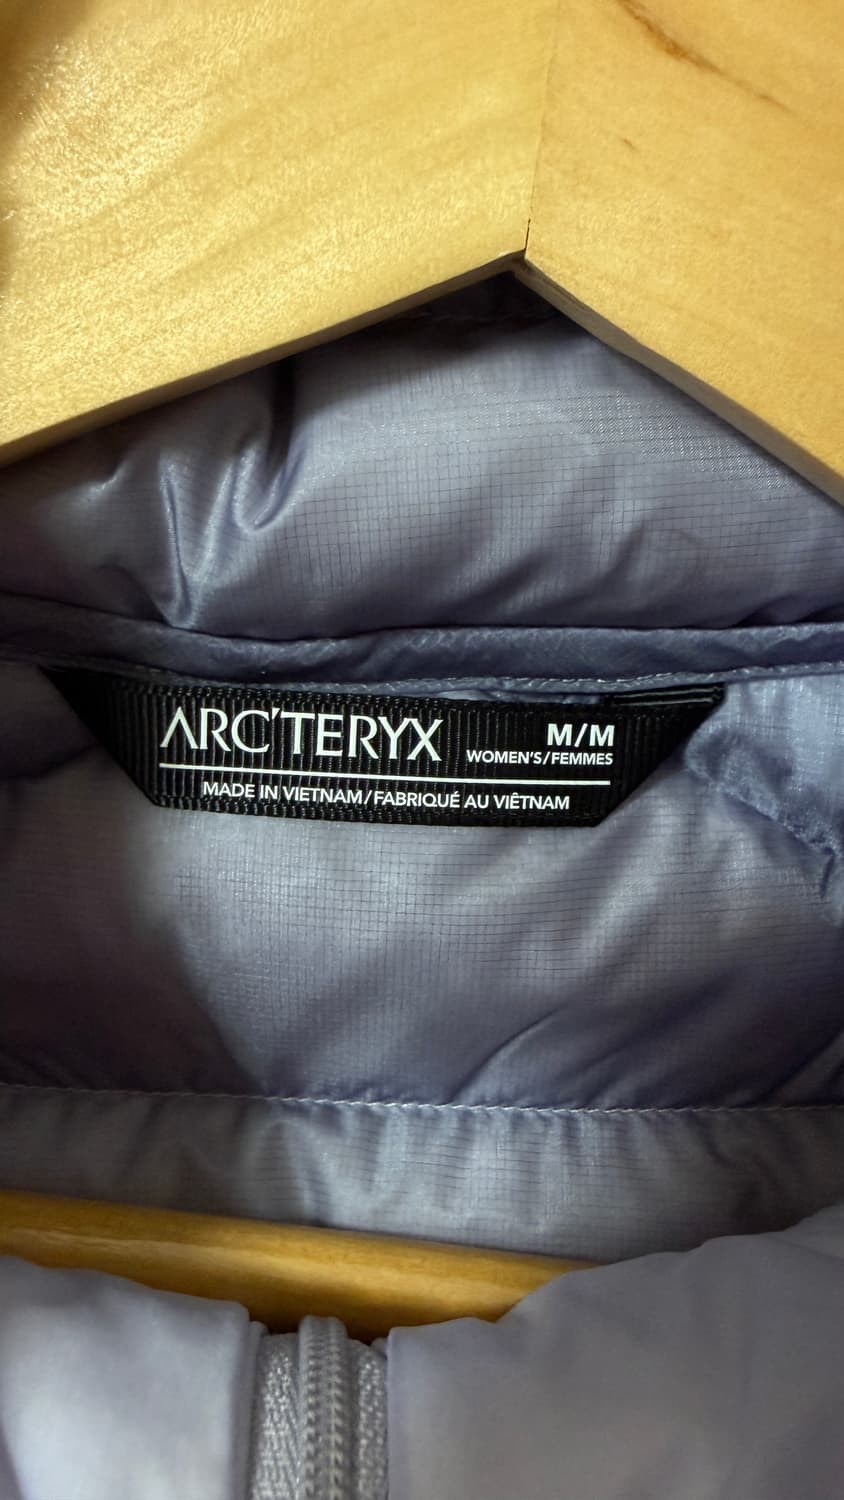 ARC'TERYX
M/M
WOMEN'S/FEMMES
MADE IN VIETNAM/FABRIQUÉ AU VIÊTNAM